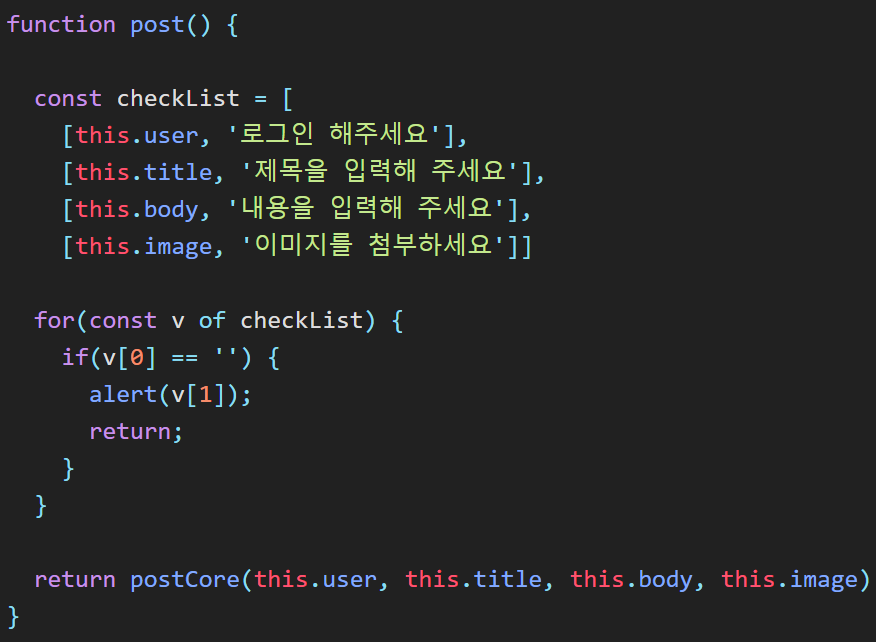 function post() {
const checkList = [
[this.user, '로그인 해주세요'],
[this.title, '제목을 입력해 주세요'],
[this.body, '내용을 입력해 주세요'],
[this.image, '이미지를 첨부하세요']]
for(const v of checkList) {
if(v[0] == '') {
alert(v[1]);
return;
}
}
return postCore(this.user, this.title, this.body, this.image)
}